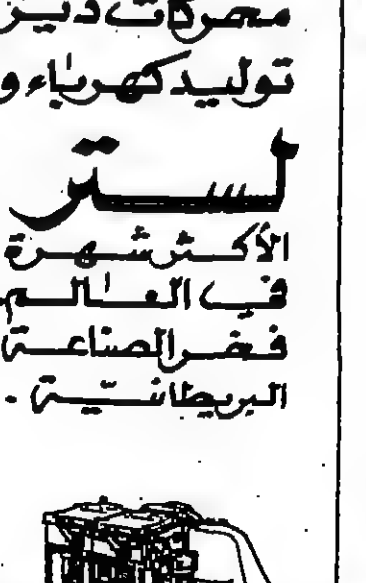 محركات ديز
توليد كهرباء و
لستر
الأكثر شهرة
في العالم
فخر الصناعة
البريطانية .